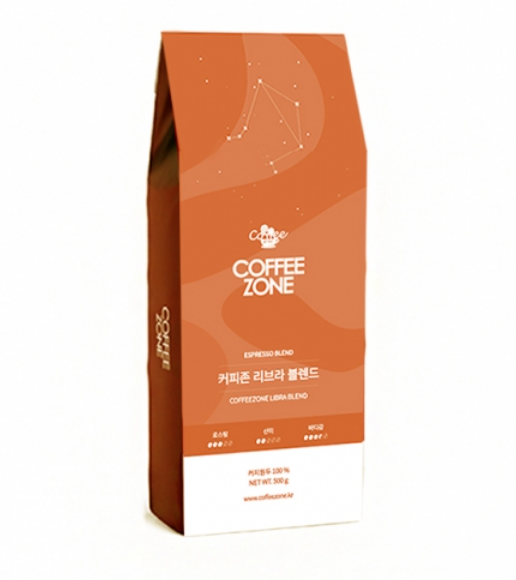 Coffee
COFFEE
ZONE
COFFEE
ZONE
ESPRESSO BLEND
커피존 리브라 블렌드
COFFEEZONE LIBRA BLEND
로스팅 산미 바디감
커피원두 100 %
NET WT. 500 g
www.coffeezone.kr